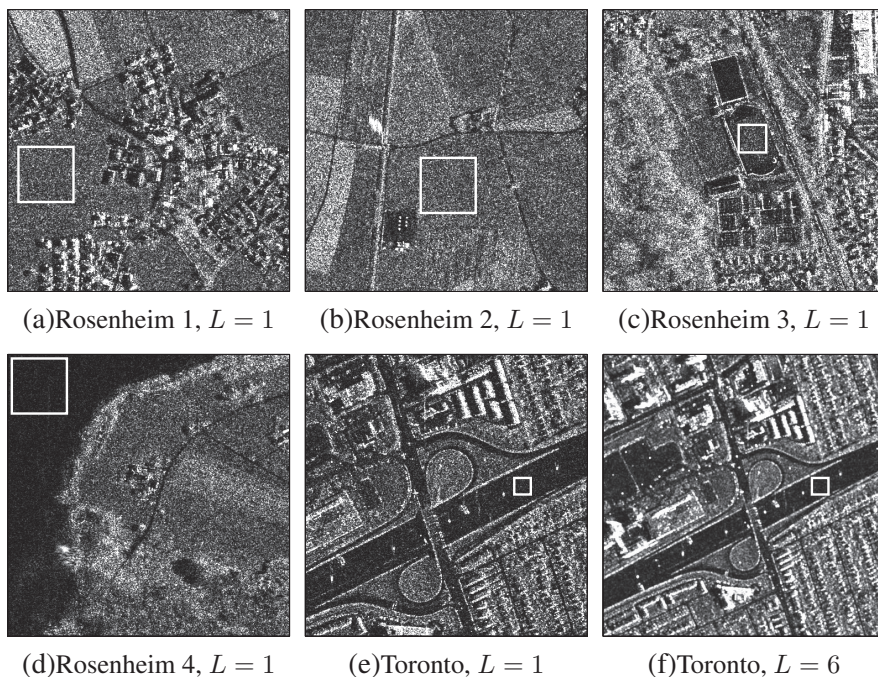 (a)Rosenheim 1, L = 1 (b)Rosenheim 2, L = 1 (c)Rosenheim 3, L = 1
(d)Rosenheim 4, L = 1 (e)Toronto, L = 1 (f)Toronto, L = 6